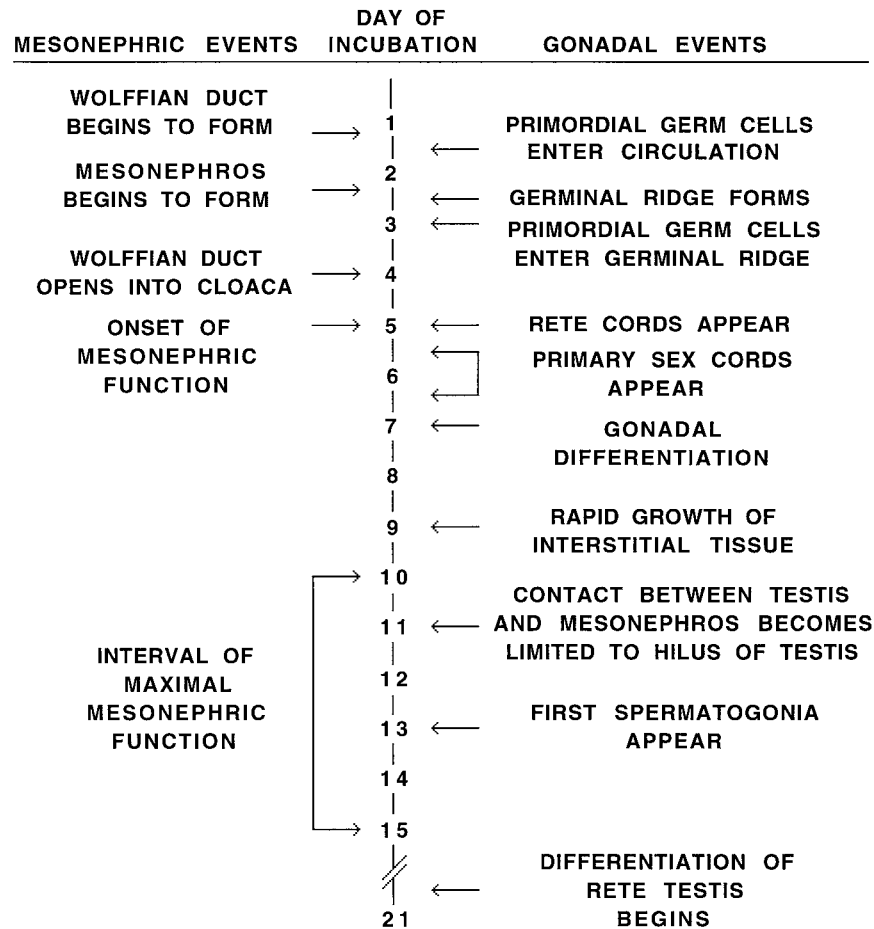 MESONEPHRIC EVENTS
DAY OF
INCUBATION
GONADAL EVENTS
WOLFFIAN DUCT
BEGINS TO FORM
1
PRIMORDIAL GERM CELLS
ENTER CIRCULATION
MESONEPHROS
BEGINS TO FORM
2
GERMINAL RIDGE FORMS
3
PRIMORDIAL GERM CELLS
ENTER GERMINAL RIDGE
WOLFFIAN DUCT
OPENS INTO CLOACA
4
ONSET OF
MESONEPHRIC
FUNCTION
5
RETE CORDS APPEAR
6
PRIMARY SEX CORDS
APPEAR
7
GONADAL
DIFFERENTIATION
8
9
RAPID GROWTH OF
INTERSTITIAL TISSUE
10
11
CONTACT BETWEEN TESTIS
AND MESONEPHROS BECOMES
LIMITED TO HILUS OF TESTIS
INTERVAL OF
MAXIMAL
MESONEPHRIC
FUNCTION
12
13
FIRST SPERMATOGONIA
APPEAR
14
15
DIFFERENTIATION OF
RETE TESTIS
BEGINS
21